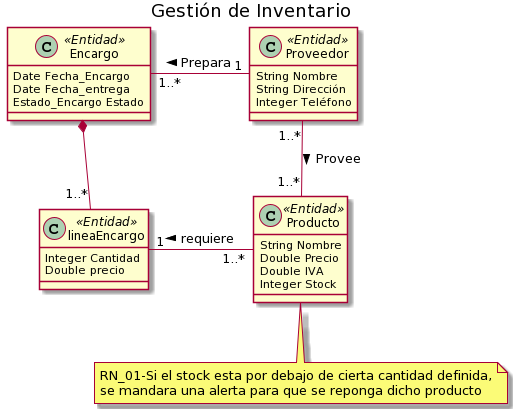 Gestión de Inventario
C «Entidad»
Encargo
Date Fecha_Encargo
Date Fecha_entrega
Estado_Encargo Estado
Prepara
1
1..*
C «Entidad»
Proveedor
String Nombre
String Dirección
Integer Teléfono
1..*
Provee
1..*
1..*
C «Entidad»
lineaEncargo
Integer Cantidad
Double precio
1
requiere
1..*
C «Entidad»
Producto
String Nombre
Double Precio
Double IVA
Integer Stock
RN_01-Si el stock esta por debajo de cierta cantidad definida,
se mandara una alerta para que se reponga dicho producto